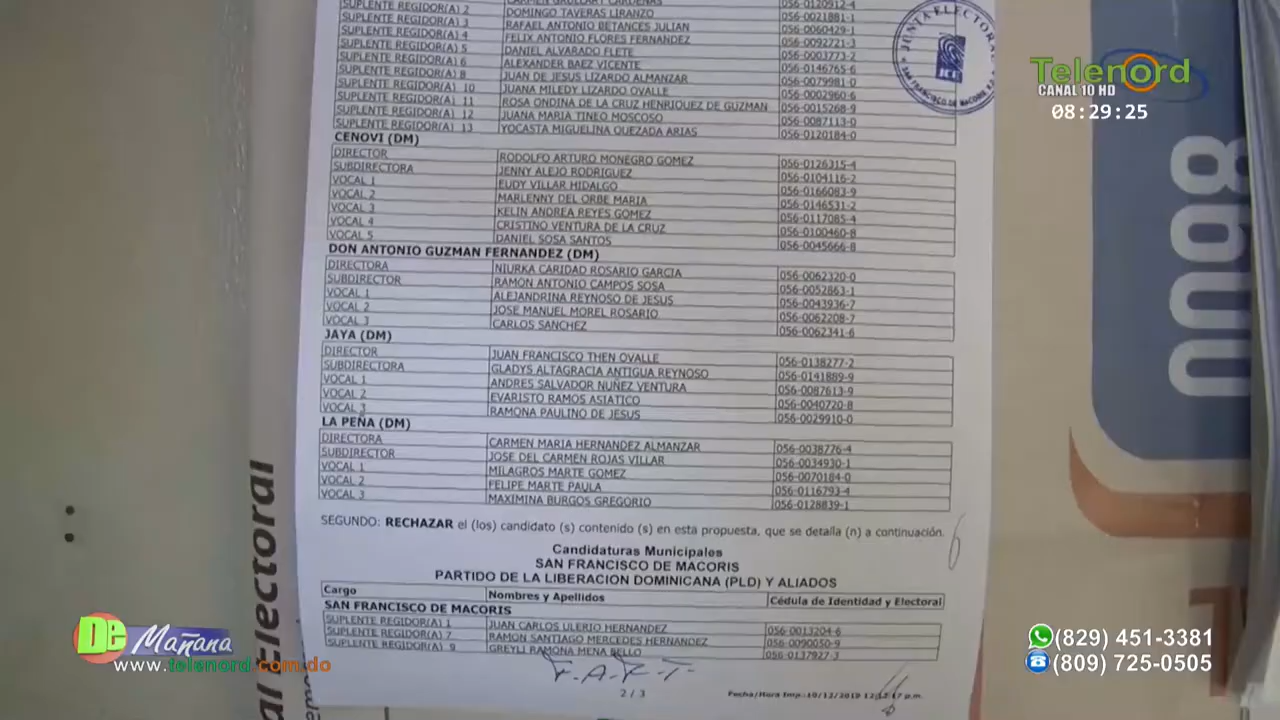 SUPLENTE REGIDOR(A) 2 DOMINGO TAVERAS LIRANZO 056-0021881-1
SUPLENTE REGIDOR(A) 3 RAFAEL ANTONIO BETANCES JULIAN 056-0060429-1
SUPLENTE REGIDOR(A) 4 FELIX ANTONIO FLORES FERNANDEZ 056-0092721-3
SUPLENTE REGIDOR(A) 5 DANIEL ALVARADO FLETE 056-0003773-2
SUPLENTE REGIDOR(A) 6 ALEXANDER BAEZ VICENTE 056-0146765-6
SUPLENTE REGIDOR(A) 8 JUAN DE JESUS LIZARDO ALMANZAR 056-0079981-0
SUPLENTE REGIDOR(A) 10 JUANA MILEDY LIZARDO OVALLE 056-0002960-6
SUPLENTE REGIDOR(A) 11 ROSA ONDINA DE LA CRUZ HENRIQUEZ DE GUZMAN 056-0015268-9
SUPLENTE REGIDOR(A) 12 JUANA MARIA TINEO MOSCOSO 056-0087113-0
SUPLENTE REGIDOR(A) 13 YOCASTA MIGUELINA QUEZADA ARIAS 056-0120184-0
CENOVI (DM)
DIRECTOR RODOLFO ARTURO MONEGRO GOMEZ 056-0126315-4
SUBDIRECTORA JENNY ALEJO RODRIGUEZ 056-0104116-2
VOCAL 1 EUDY VILLAR HIDALGO 056-0166083-9
VOCAL 2 MARLENNY DEL ORBE MARIA 056-0146531-2
VOCAL 3 KELIN ANDREA REYES GOMEZ 056-0117085-4
VOCAL 4 CRISTINO VENTURA DE LA CRUZ 056-0100460-8
VOCAL 5 DANIEL SOSA SANTOS 056-0045666-8
DON ANTONIO GUZMAN FERNANDEZ (DM)
DIRECTORA NIURKA CARIDAD ROSARIO GARCIA 056-0062320-0
SUBDIRECTOR RAMON ANTONIO CAMPOS SOSA 056-0052863-1
VOCAL 1 ALEJANDRINA REYNOSO DE JESUS 056-0043936-7
VOCAL 2 JOSE MANUEL MOREL ROSARIO 056-0062208-7
VOCAL 3 CARLOS SANCHEZ 056-0062341-6
JAYA (DM)
DIRECTOR JUAN FRANCISCO THEN OVALLE 056-0138277-2
SUBDIRECTORA GLADYS ALTAGRACIA ANTIGUA REYNOSO 056-0141889-9
VOCAL 1 ANDRES SALVADOR NUÑEZ VENTURA 056-0087613-9
VOCAL 2 EVARISTO RAMOS ASIATICO 056-0040720-8
VOCAL 3 RAMONA PAULINO DE JESUS 056-0029910-0
LA PEÑA (DM)
DIRECTORA CARMEN MARIA HERNANDEZ ALMANZAR 056-0038776-4
SUBDIRECTOR JOSE DEL CARMEN ROJAS VILLAR 056-0034930-1
VOCAL 1 MILAGROS MARTE GOMEZ 056-0070184-0
VOCAL 2 FELIPE MARTE PAULA 056-0116793-4
VOCAL 3 MAXIMINA BURGOS GREGORIO 056-0128839-1
SEGUNDO: RECHAZAR el (los) candidato (s) contenido (s) en esta propuesta, que se detalla (n) a continuación.
Candidaturas Municipales
SAN FRANCISCO DE MACORIS
PARTIDO DE LA LIBERACION DOMINICANA (PLD) Y ALIADOS
Cargo Nombres y Apellidos Cédula de Identidad y Electoral
SAN FRANCISCO DE MACORIS
SUPLENTE REGIDOR(A) 1 JUAN CARLOS ULERIO HERNANDEZ 056-0013204-6
SUPLENTE REGIDOR(A) 7 RAMON SANTIAGO MERCEDES HERNANDEZ 056-0090050-9
SUPLENTE REGIDOR(A) 9 GREYLI RAMONA MENA BELLO 056-0137927-3
2 / 3
JUNTA ELECTORAL
JCE
Telenord
CANAL 10 HD
08:29:25
al Electoral
De Mañana
www.telenord.com.do
(829) 451-3381
(809) 725-0505